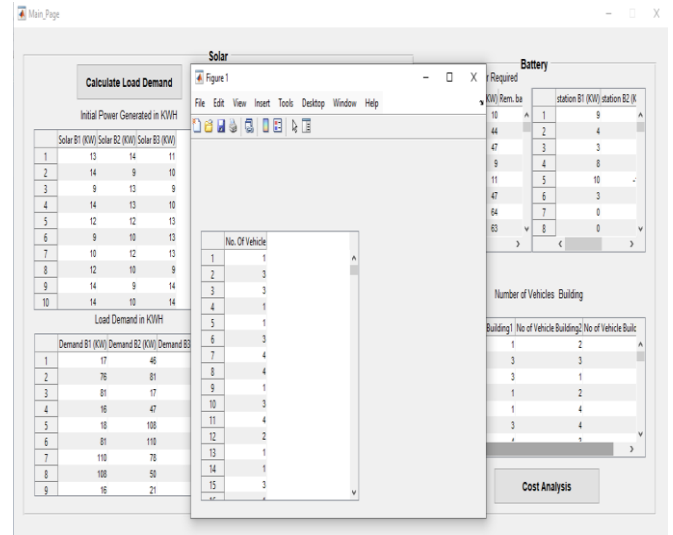 Main_Page
Solar
Calculate Load Demand
Initial Power Generated in KWH
Solar B1 (KW) Solar B2 (KW) Solar B3 (KW)
1 13 14 11
2 14 9 10
3 9 13 9
4 14 13 10
5 12 12 13
6 9 10 13
7 10 12 13
8 12 10 9
9 14 9 14
10 14 10 14
Load Demand in KWH
Demand B1 (KW) Demand B2 (KW) Demand B3
1 17 46
2 76 81
3 81 17
4 16 47
5 18 108
6 81 110
7 110 78
8 108 50
9 16 21
Figure 1
File Edit View Insert Tools Desktop Window Help
No. Of Vehicle
1 1
2 3
3 3
4 1
5 1
6 3
7 4
8 4
9 1
10 3
11 4
12 2
13 1
14 1
15 3
Battery
r Required
KW) Rem. ba
10
44
47
9
11
47
64
63
station B1 (KW) station B2 (K
1 9
2 4
3 3
4 8
5 10 -
6 3
7 0
8 0
Number of Vehicles Building
Building1 No of Vehicle Building2 No of Vehicle Builc
1 2
3 3
3 1
1 2
1 4
3 4
Cost Analysis